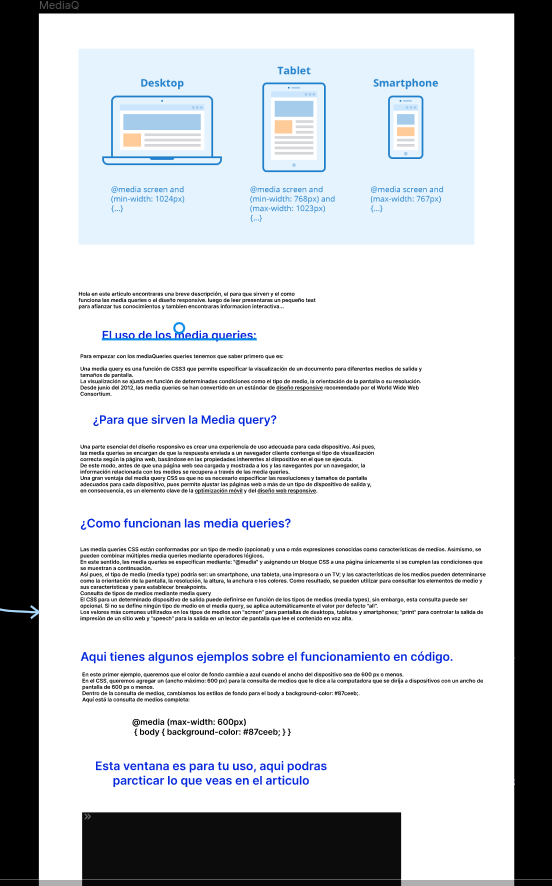 MediaQ
Desktop
Tablet
Smartphone
@media screen and
(min-width: 1024px)
{...}
@media screen and
(min-width: 768px) and
(max-width: 1023px)
{...}
@media screen and
(max-width: 767px)
{...}
Hola en este articulo encontraras una breve descripción, el para que sirven y el como
funciona las media queries o el diseño responsive. luego de leer presentaras un pequeño test
para afianzar tus conocimientos y tambien encontraras informacion interactiva...
El uso de los media queries:
Para empezar con los mediaQueries queries tenemos que saber primero que es:
Una media query es una función de CSS3 que permite especificar la visualización de un documento para diferentes medios de salida y
tamaños de pantalla.
La visualización se ajusta en función de determinadas condiciones como el tipo de medio, la orientación de la pantalla o su resolución.
Desde junio del 2012, las media queries se han convertido en un estándar de diseño responsive recomendado por el World Wide Web
Consortium.
¿Para que sirven la Media query?
Una parte esencial del diseño responsivo es crear una experiencia de uso adecuada para cada dispositivo. Asi pues,
las media queries se encargan de que la respuesta enviada a un navegador cliente contenga el tipo de visualización
correcta según la página web, basándose en las propiedades inherentes al dispositivo en el que se ejecuta.
De este modo, antes de que una página web sea cargada y mostrada a los y las navegantes por un navegador, la
información relacionada con los medios se recupera a través de las media queries.
Una gran ventaja del media query CSS es que no es necesario especificar las resoluciones y tamaños de pantalla
adecuados para cada dispositivo, pues permite ajustar las páginas web a más de un tipo de dispositivo de salida y,
en consecuencia, es un elemento clave de la optimización móvil y del diseño web responsive.
¿Como funcionan las media queries?
Las media queries CSS están conformadas por un tipo de medio (opcional) y una o más expresiones conocidas como características de medios. Asimismo, se
pueden combinar múltiples media queries mediante operadores lógicos.
En este sentido, las media queries se especifican mediante: "@media" y asignando un bloque CSS a una página únicamente si se cumplen las condiciones que
se muestran a continuación.
Asi pues, el tipo de medio (media type) podría ser: un smartphone, una tableta, una impresora o un TV; y las características de los medios pueden determinarse
como la orientación de la pantalla, la resolución, la altura, la anchura o los colores. Como resultado, se pueden utilizar para consultar los elementos de medio y
sus características y para establecer breakpoints.
Consulta de tipos de medios mediante media query
El CSS para un determinado dispositivo de salida puede definirse en función de los tipos de medios (media types), sin embargo, esta consulta puede ser
opcional. Si no se define ningún tipo de medio en el media query, se aplica automáticamente el valor por defecto "all".
Los valores más comunes utilizados en los tipos de medios son "screen" para pantallas de desktops, tabletas y smartphones; "print" para controlar la salida de
impresión de un sitio web y "speech" para la salida en un lector de pantalla que lee el contenido en voz alta.
Aqui tienes algunos ejemplos sobre el funcionamiento en código.
En este primer ejemplo, queremos que el color de fondo cambie a azul cuando el ancho del dispositivo sea de 600 px o menos.
En el CSS, queremos agregar un (ancho máximo: 600 px) para la consulta de medios que le dice a la computadora que se dirija a dispositivos con un ancho de
pantalla de 600 px o menos.
Dentro de la consulta de medios, cambiamos los estilos de fondo para el body a background-color: #87ceeb;.
Aquí está la consulta de medios completa:
@media (max-width: 600px)
{ body { background-color: #87ceeb; } }
Esta ventana es para tu uso, aqui podras
parcticar lo que veas en el articulo
»